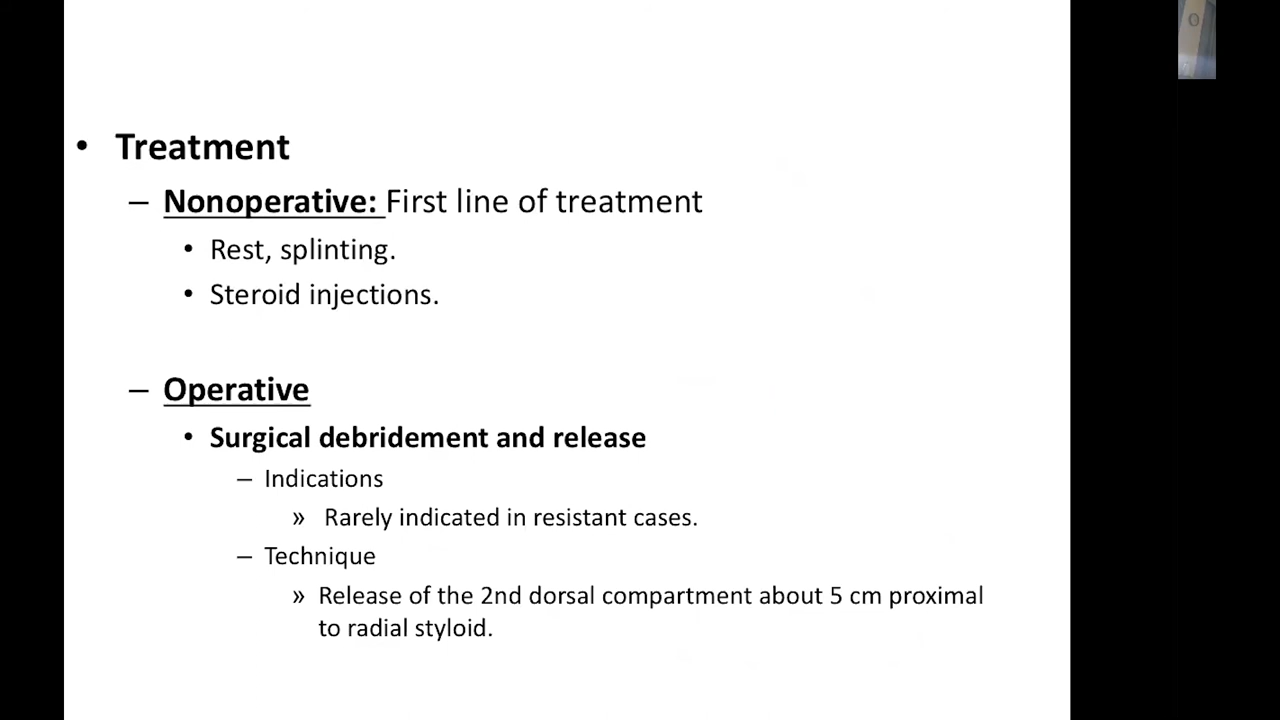 • Treatment
– Nonoperative: First line of treatment
• Rest, splinting.
• Steroid injections.
– Operative
• Surgical debridement and release
– Indications
» Rarely indicated in resistant cases.
– Technique
» Release of the 2nd dorsal compartment about 5 cm proximal
to radial styloid.